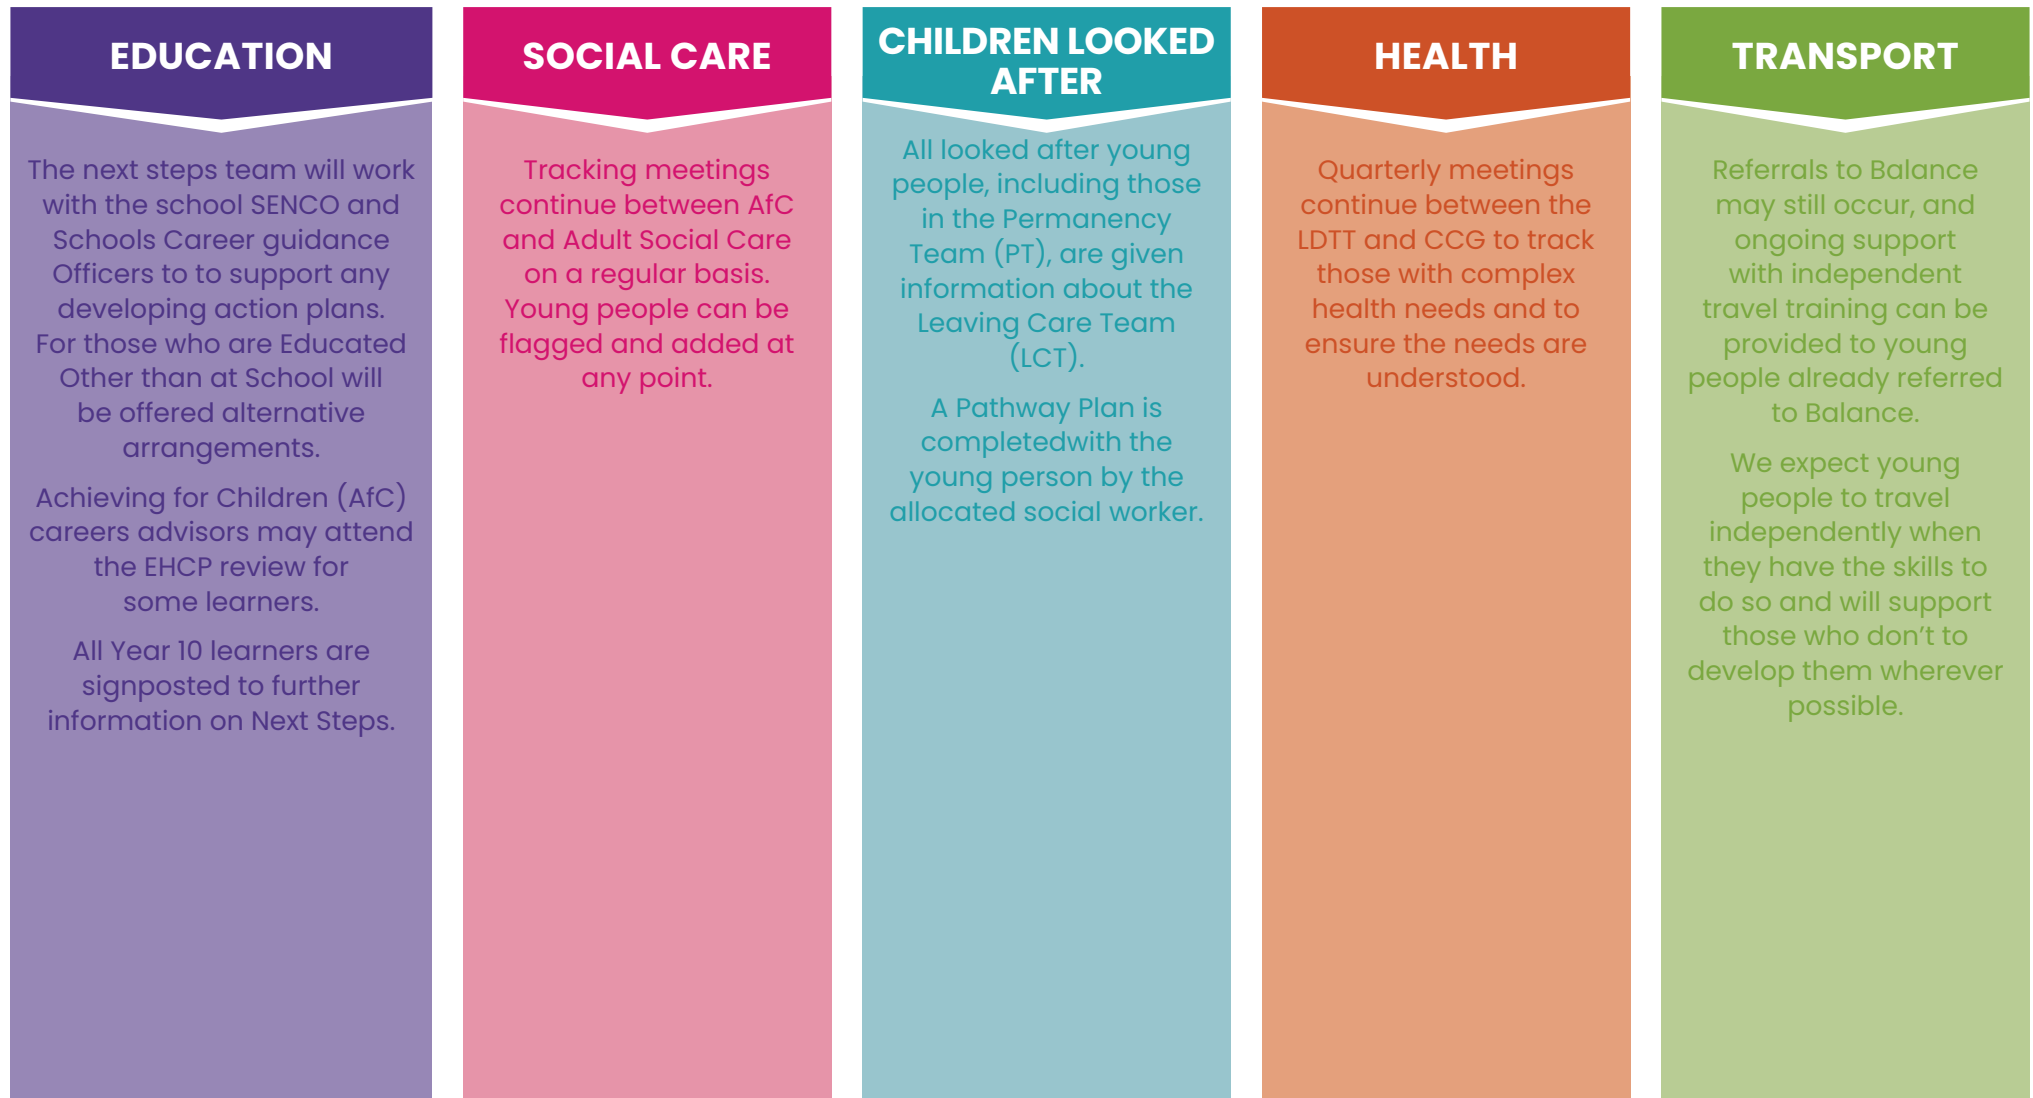 EDUCATION
The next steps team will work
with the school SENCO and
Schools Career guidance
Officers to to support any
developing action plans.
For those who are Educated
Other than at School will
be offered alternative
arrangements.
Achieving for Children (AfC)
careers advisors may attend
the EHCP review for
some learners.
All Year 10 learners are
signposted to further
information on Next Steps.
SOCIAL CARE
Tracking meetings
continue between AfC
and Adult Social Care
on a regular basis.
Young people can be
flagged and added at
any point.
CHILDREN LOOKED
AFTER
All looked after young
people, including those
in the Permanency
Team (PT), are given
information about the
Leaving Care Team
(LCT).
A Pathway Plan is
completedwith the
young person by the
allocated social worker.
HEALTH
Quarterly meetings
continue between the
LDTT and CCG to track
those with complex
health needs and to
ensure the needs are
understood.
TRANSPORT
Referrals to Balance
may still occur, and
ongoing support
with independent
travel training can be
provided to young
people already referred
to Balance.
We expect young
people to travel
independently when
they have the skills to
do so and will support
those who don’t to
develop them wherever
possible.